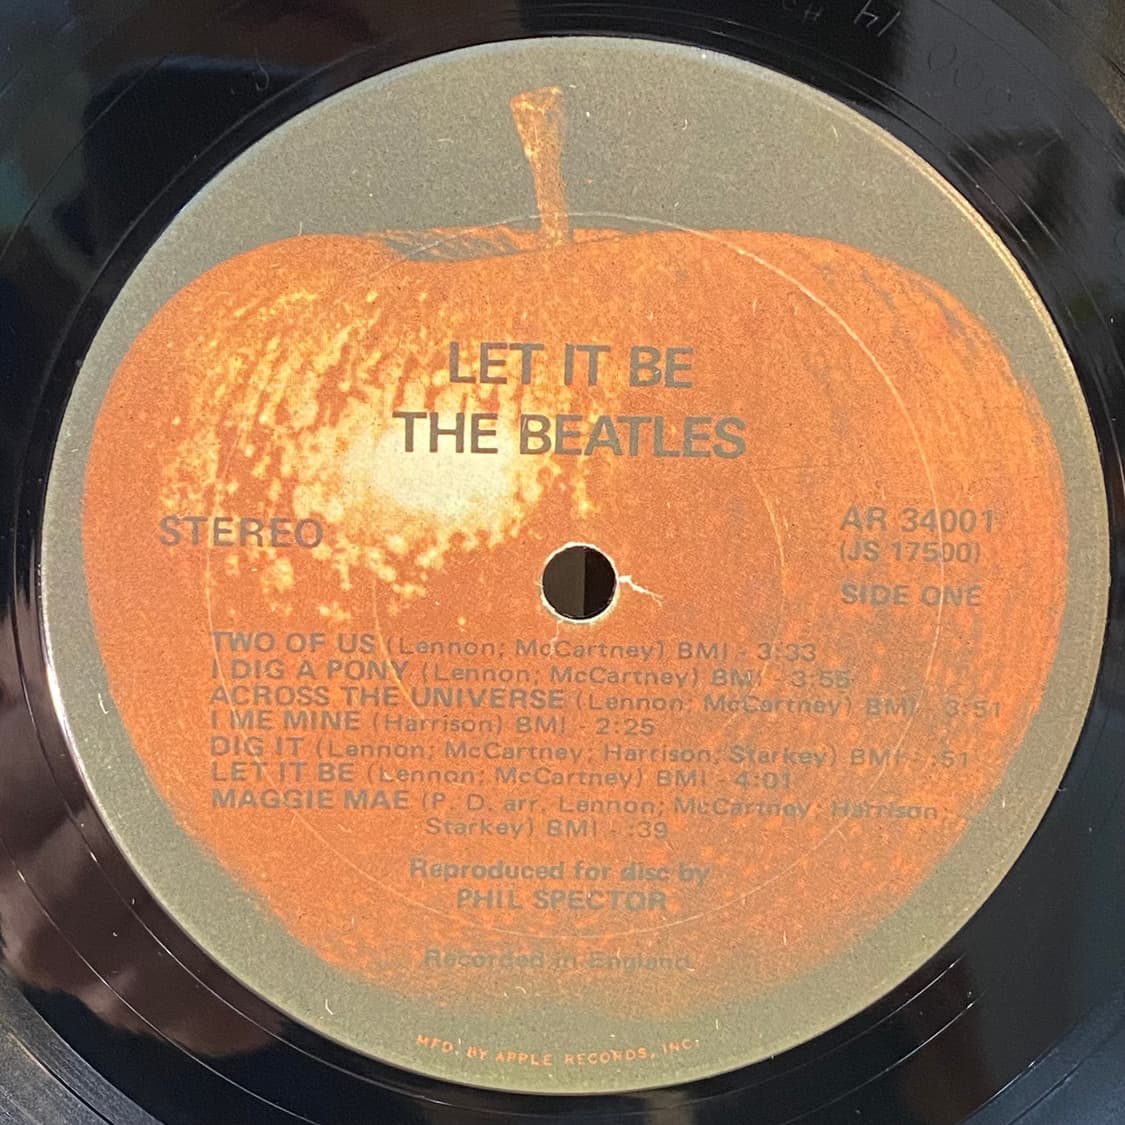 LET IT BE
THE BEATLES
STEREO
AR 34001
(JS 17500)
SIDE ONE
TWO OF US (Lennon; McCartney) BMI - 3:33
I DIG A PONY (Lennon; McCartney) BMI - 3:55
ACROSS THE UNIVERSE (Lennon; McCartney) BMI - 3:51
I ME MINE (Harrison) BMI - 2:25
DIG IT (Lennon; McCartney; Harrison; Starkey) BMI - :51
LET IT BE (Lennon; McCartney) BMI - 4:01
MAGGIE MAE (P. D. arr. Lennon; McCartney; Harrison;
Starkey) BMI - :39
Reproduced for disc by
PHIL SPECTOR
Recorded in England
MFD. BY APPLE RECORDS, INC.